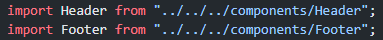 import Header from "../../../components/Header";
import Footer from "../../../components/Footer";